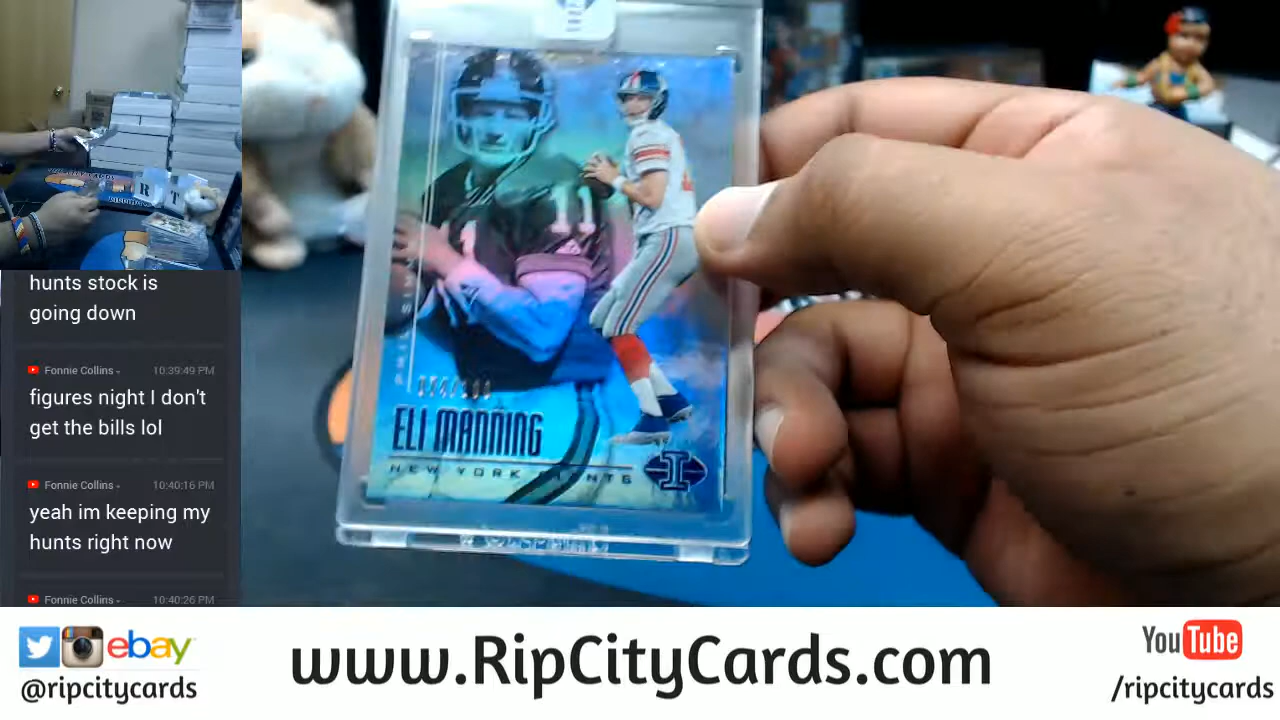 hunts stock is
going down
Fonnie Collins
10:39:49 PM
figures night I don't
get the bills lol
Fonnie Collins
10:40:16 PM
yeah im keeping my
hunts right now
Fonnie Collins
10:40:26 PM
R T
11
ELI MANNING
NEW YORK GIANTS
I
ebay
@ripcitycards
www.RipCityCards.com
YouTube
/ripcitycards